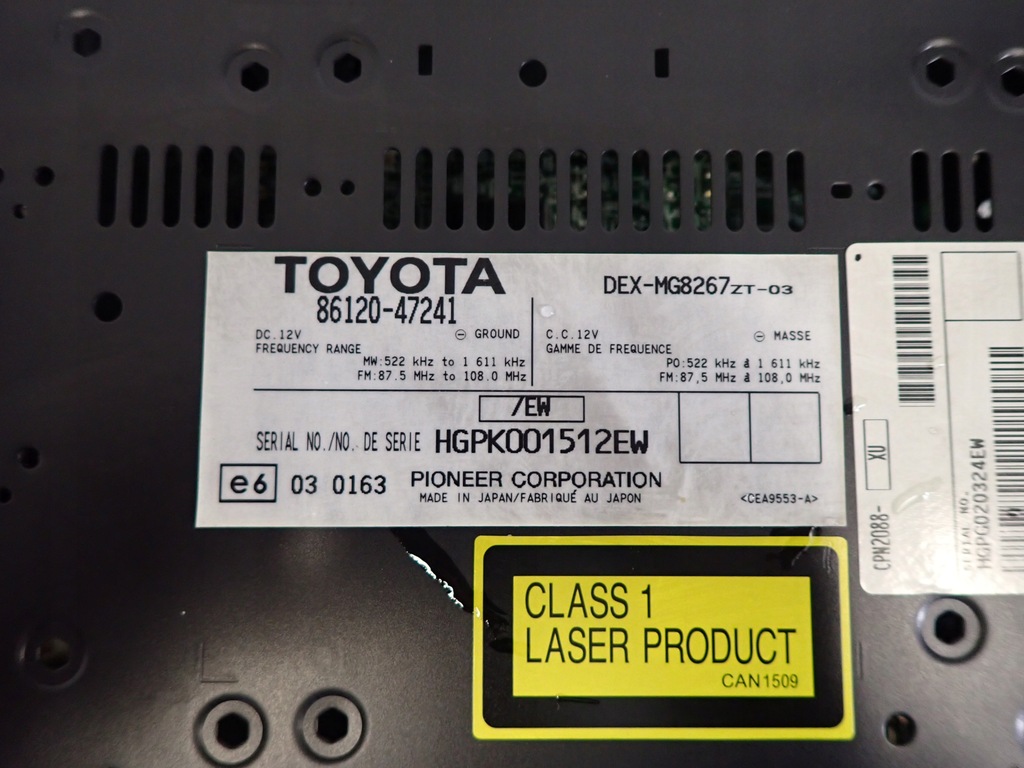 TOYOTA
86120-47241
DEX-MG8267ZT-03
DC.12V ⊖ GROUND
FREQUENCY RANGE
MW:522 kHz to 1 611 kHz
FM:87.5 MHz to 108.0 MHz
C.C.12V ⊖ MASSE
GAMME DE FREQUENCE
PO:522 kHz à 1 611 kHz
FM:87,5 MHz à 108,0 MHz
/EW
SERIAL NO./NO. DE SERIE HGPK001512EW
e6 03 0163 PIONEER CORPORATION
MADE IN JAPAN/FABRIQUÉ AU JAPON
<CEA9553-A>
CLASS 1
LASER PRODUCT
CAN1509
CPN2088- XU
SERIAL NO.
HGPG020324EW